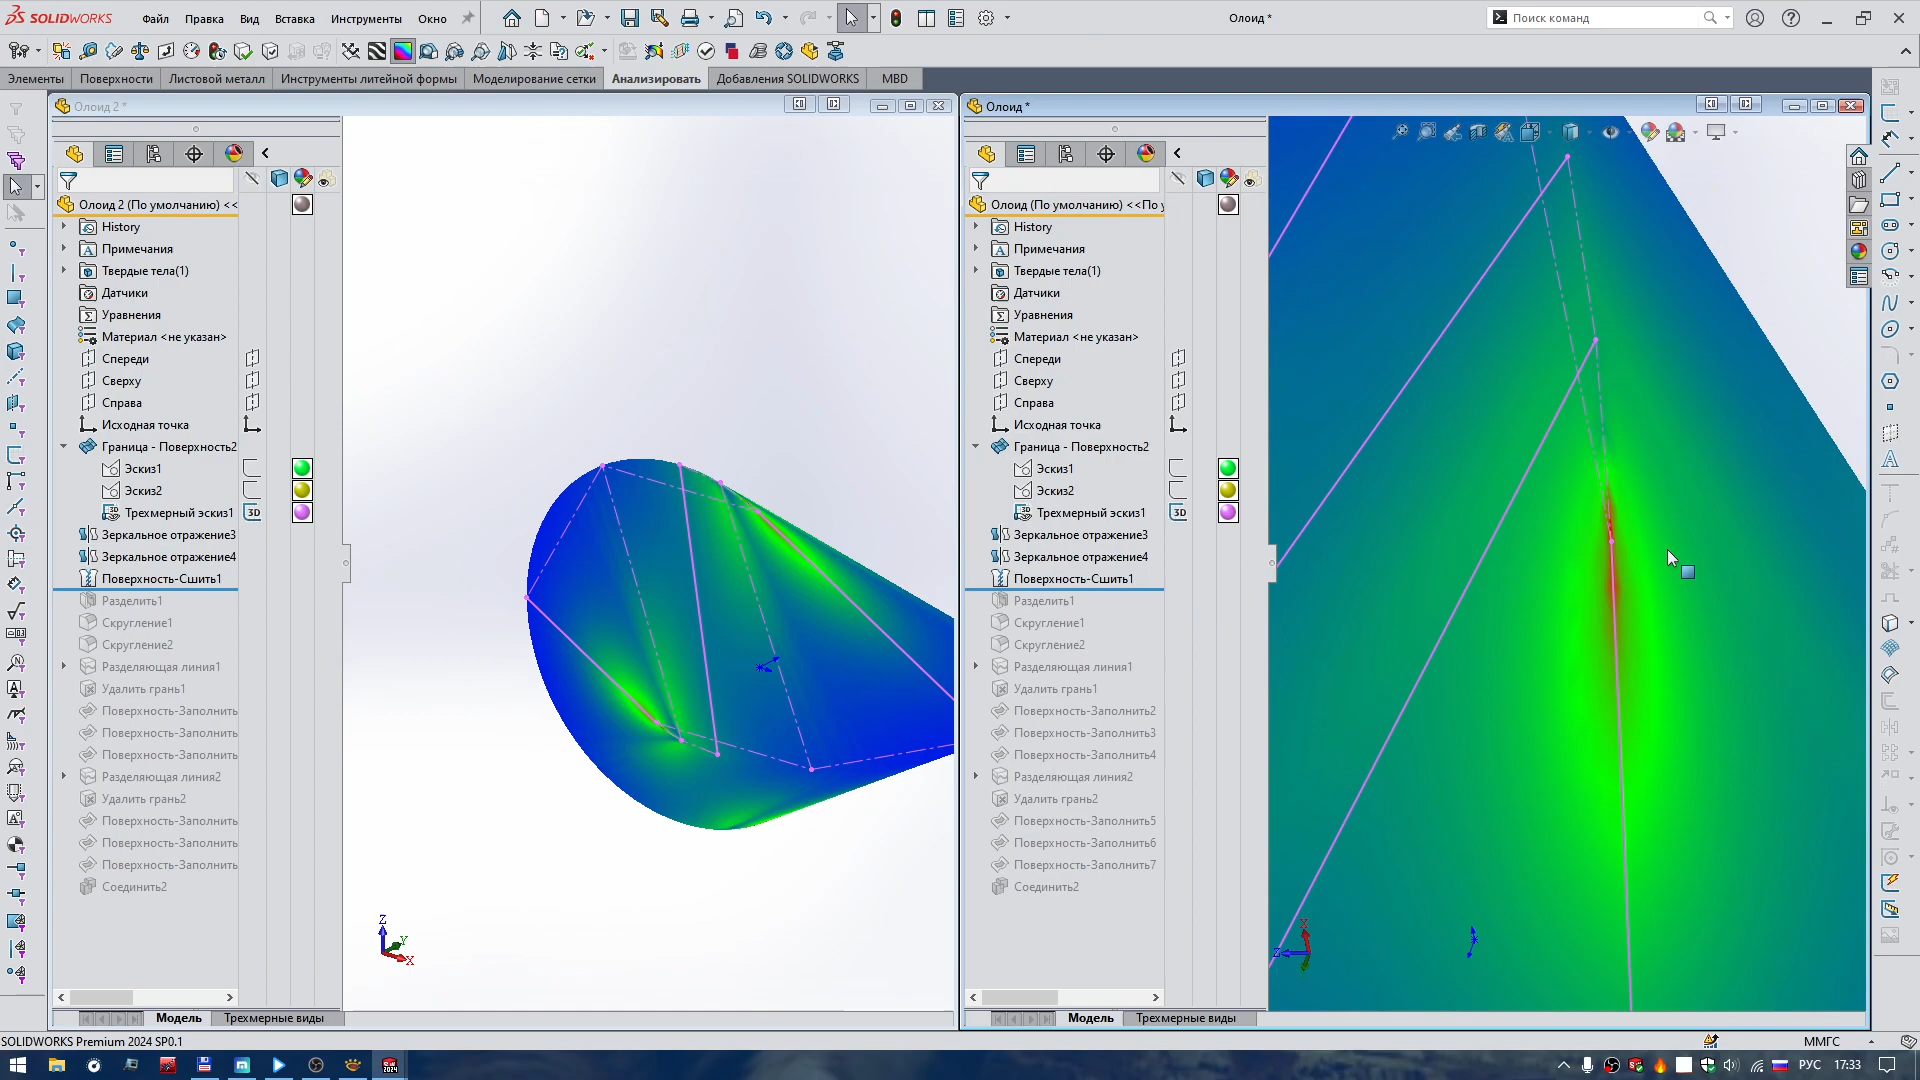 SOLIDWORKS
Файл
Правка
Вид
Вставка
Инструменты
Окно
Олоид *
Поиск команд
Элементы
Поверхности
Листовой металл
Инструменты литейной формы
Моделирование сетки
Анализировать
Добавления SOLIDWORKS
MBD
Олоид 2 *
Олоид 2 (По умолчанию) <<
History
Примечания
Твердые тела(1)
Датчики
Уравнения
Материал <не указан>
Спереди
Сверху
Справа
Исходная точка
Граница - Поверхность2
Эскиз1
Эскиз2
Трехмерный эскиз1
3D
Зеркальное отражение3
Зеркальное отражение4
Поверхность-Сшить1
Разделить1
Скругление1
Скругление2
Разделяющая линия1
Удалить грань1
Поверхность-Заполнить
Поверхность-Заполнить
Поверхность-Заполнить
Разделяющая линия2
Удалить грань2
Поверхность-Заполнить
Поверхность-Заполнить
Поверхность-Заполнить
Соединить2
Z
Y
X
Модель
Трехмерные виды
Олоид *
Олоид (По умолчанию) <<По у
History
Примечания
Твердые тела(1)
Датчики
Уравнения
Материал <не указан>
Спереди
Сверху
Справа
Исходная точка
Граница - Поверхность2
Эскиз1
Эскиз2
Трехмерный эскиз1
3D
Зеркальное отражение3
Зеркальное отражение4
Поверхность-Сшить1
Разделить1
Скругление1
Скругление2
Разделяющая линия1
Удалить грань1
Поверхность-Заполнить2
Поверхность-Заполнить3
Поверхность-Заполнить4
Разделяющая линия2
Удалить грань2
Поверхность-Заполнить5
Поверхность-Заполнить6
Поверхность-Заполнить7
Соединить2
X
Z
Модель
Трехмерные виды
SOLIDWORKS Premium 2024 SP0.1
ММГС
РУС
17:33